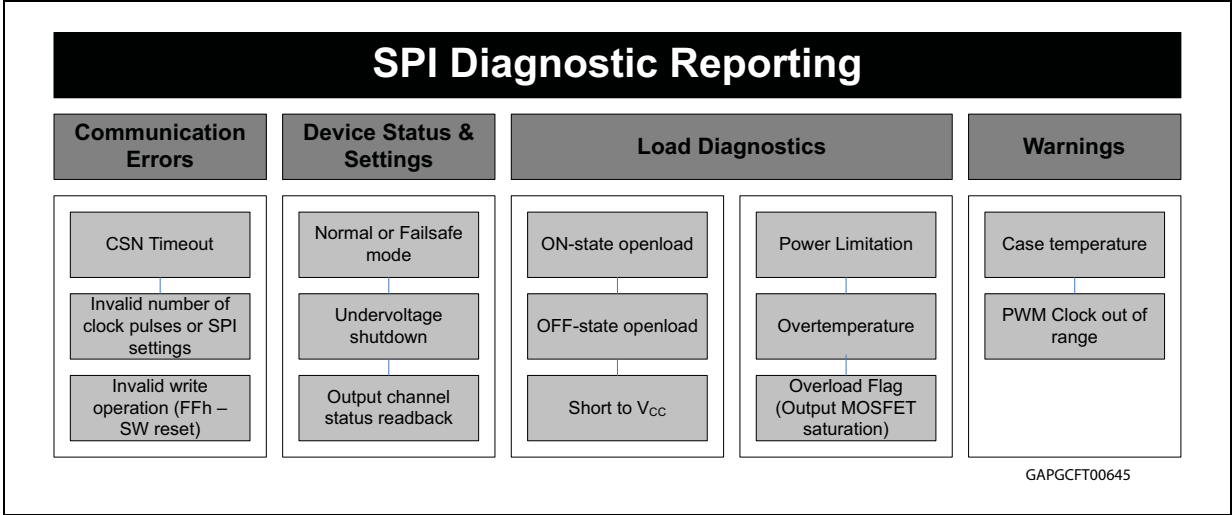 SPI Diagnostic Reporting
Communication
Errors
CSN Timeout
Invalid number of
clock pulses or SPI
settings
Invalid write
operation (FFh –
SW reset)
Device Status &
Settings
Normal or Failsafe
mode
Undervoltage
shutdown
Output channel
status readback
Load Diagnostics
ON-state openload
OFF-state openload
Short to VCC
Power Limitation
Overtemperature
Overload Flag
(Output MOSFET
saturation)
Warnings
Case temperature
PWM Clock out of
range
GAPGCFT00645